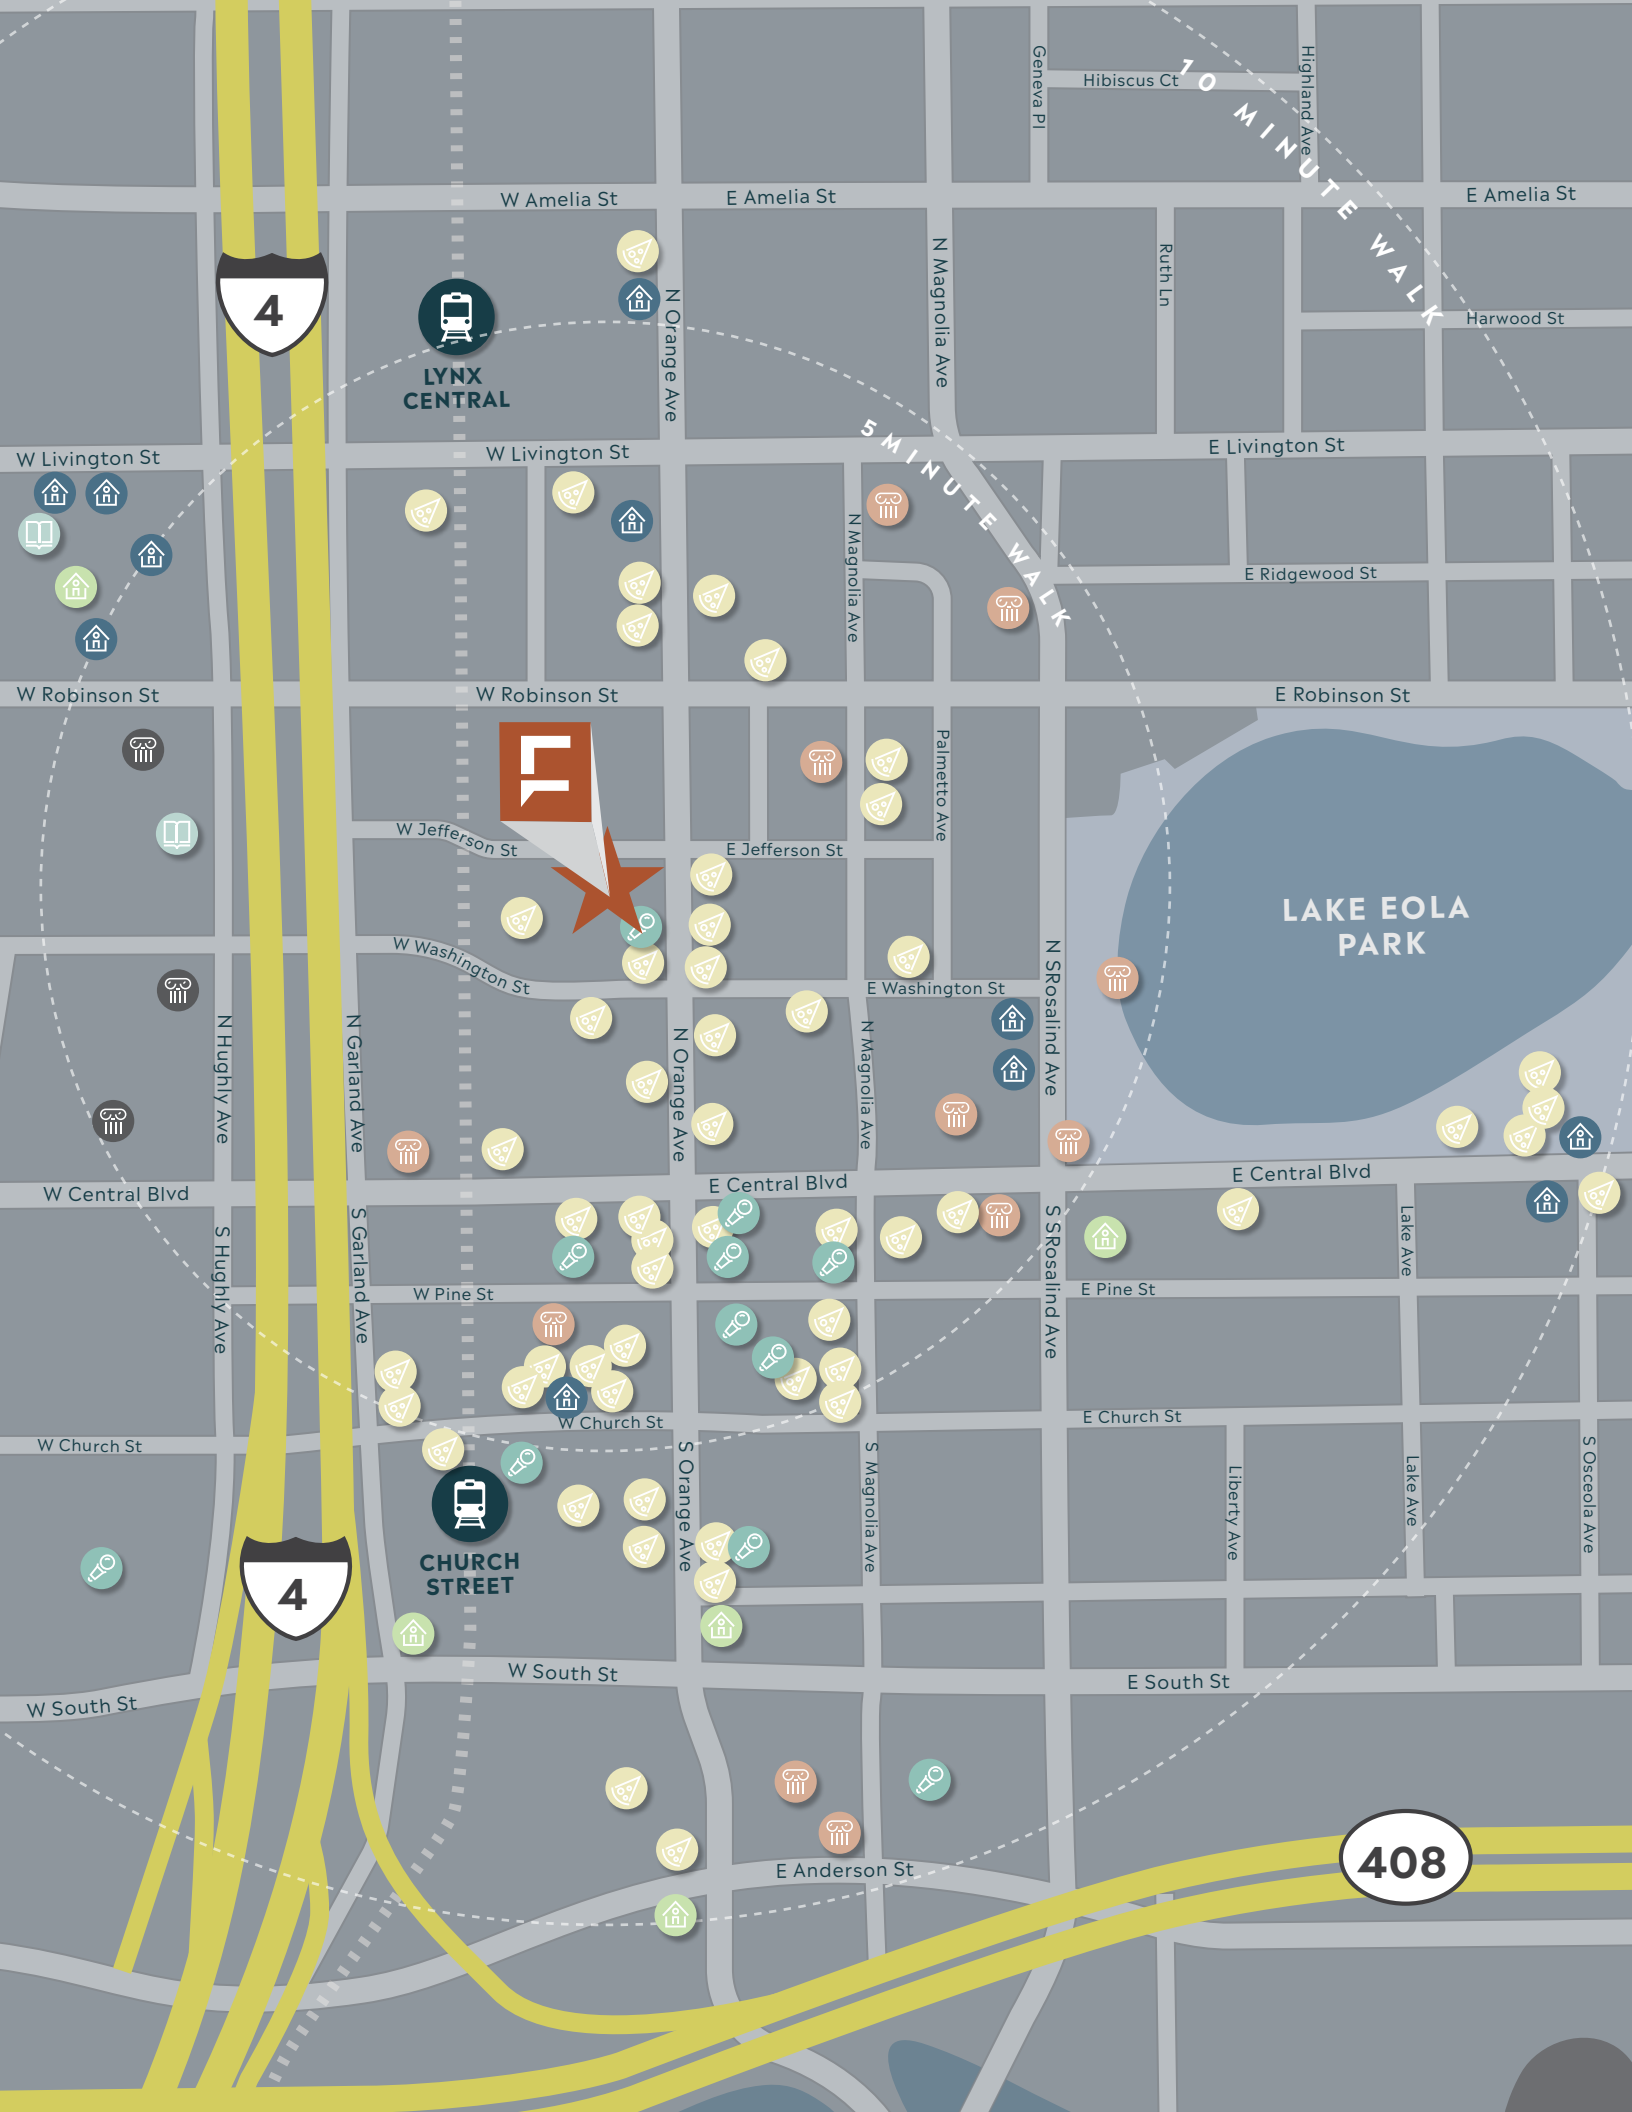 Geneva Pl
Hibiscus Ct
Highland Ave
10 MINUTE WALK
W Amelia St
E Amelia St
E Amelia St
4
LYNX
CENTRAL
N Orange Ave
N Magnolia Ave
Ruth Ln
Harwood St
W Livington St
W Livington St
5 MINUTE WALK
E Livington St
N Magnolia Ave
E Ridgewood St
W Robinson St
W Robinson St
E Robinson St
F
Palmetto Ave
W Jefferson St
E Jefferson St
LAKE EOLA
PARK
W Washington St
E Washington St
N SRosalind Ave
N Hughly Ave
N Garland Ave
N Orange Ave
N Magnolia Ave
W Central Blvd
E Central Blvd
E Central Blvd
S Hughly Ave
S Garland Ave
S SRosalind Ave
Lake Ave
W Pine St
E Pine St
W Church St
W Church St
E Church St
S Orange Ave
S Magnolia Ave
Liberty Ave
Lake Ave
S Osceola Ave
CHURCH
STREET
4
W South St
W South St
E South St
E Anderson St
408